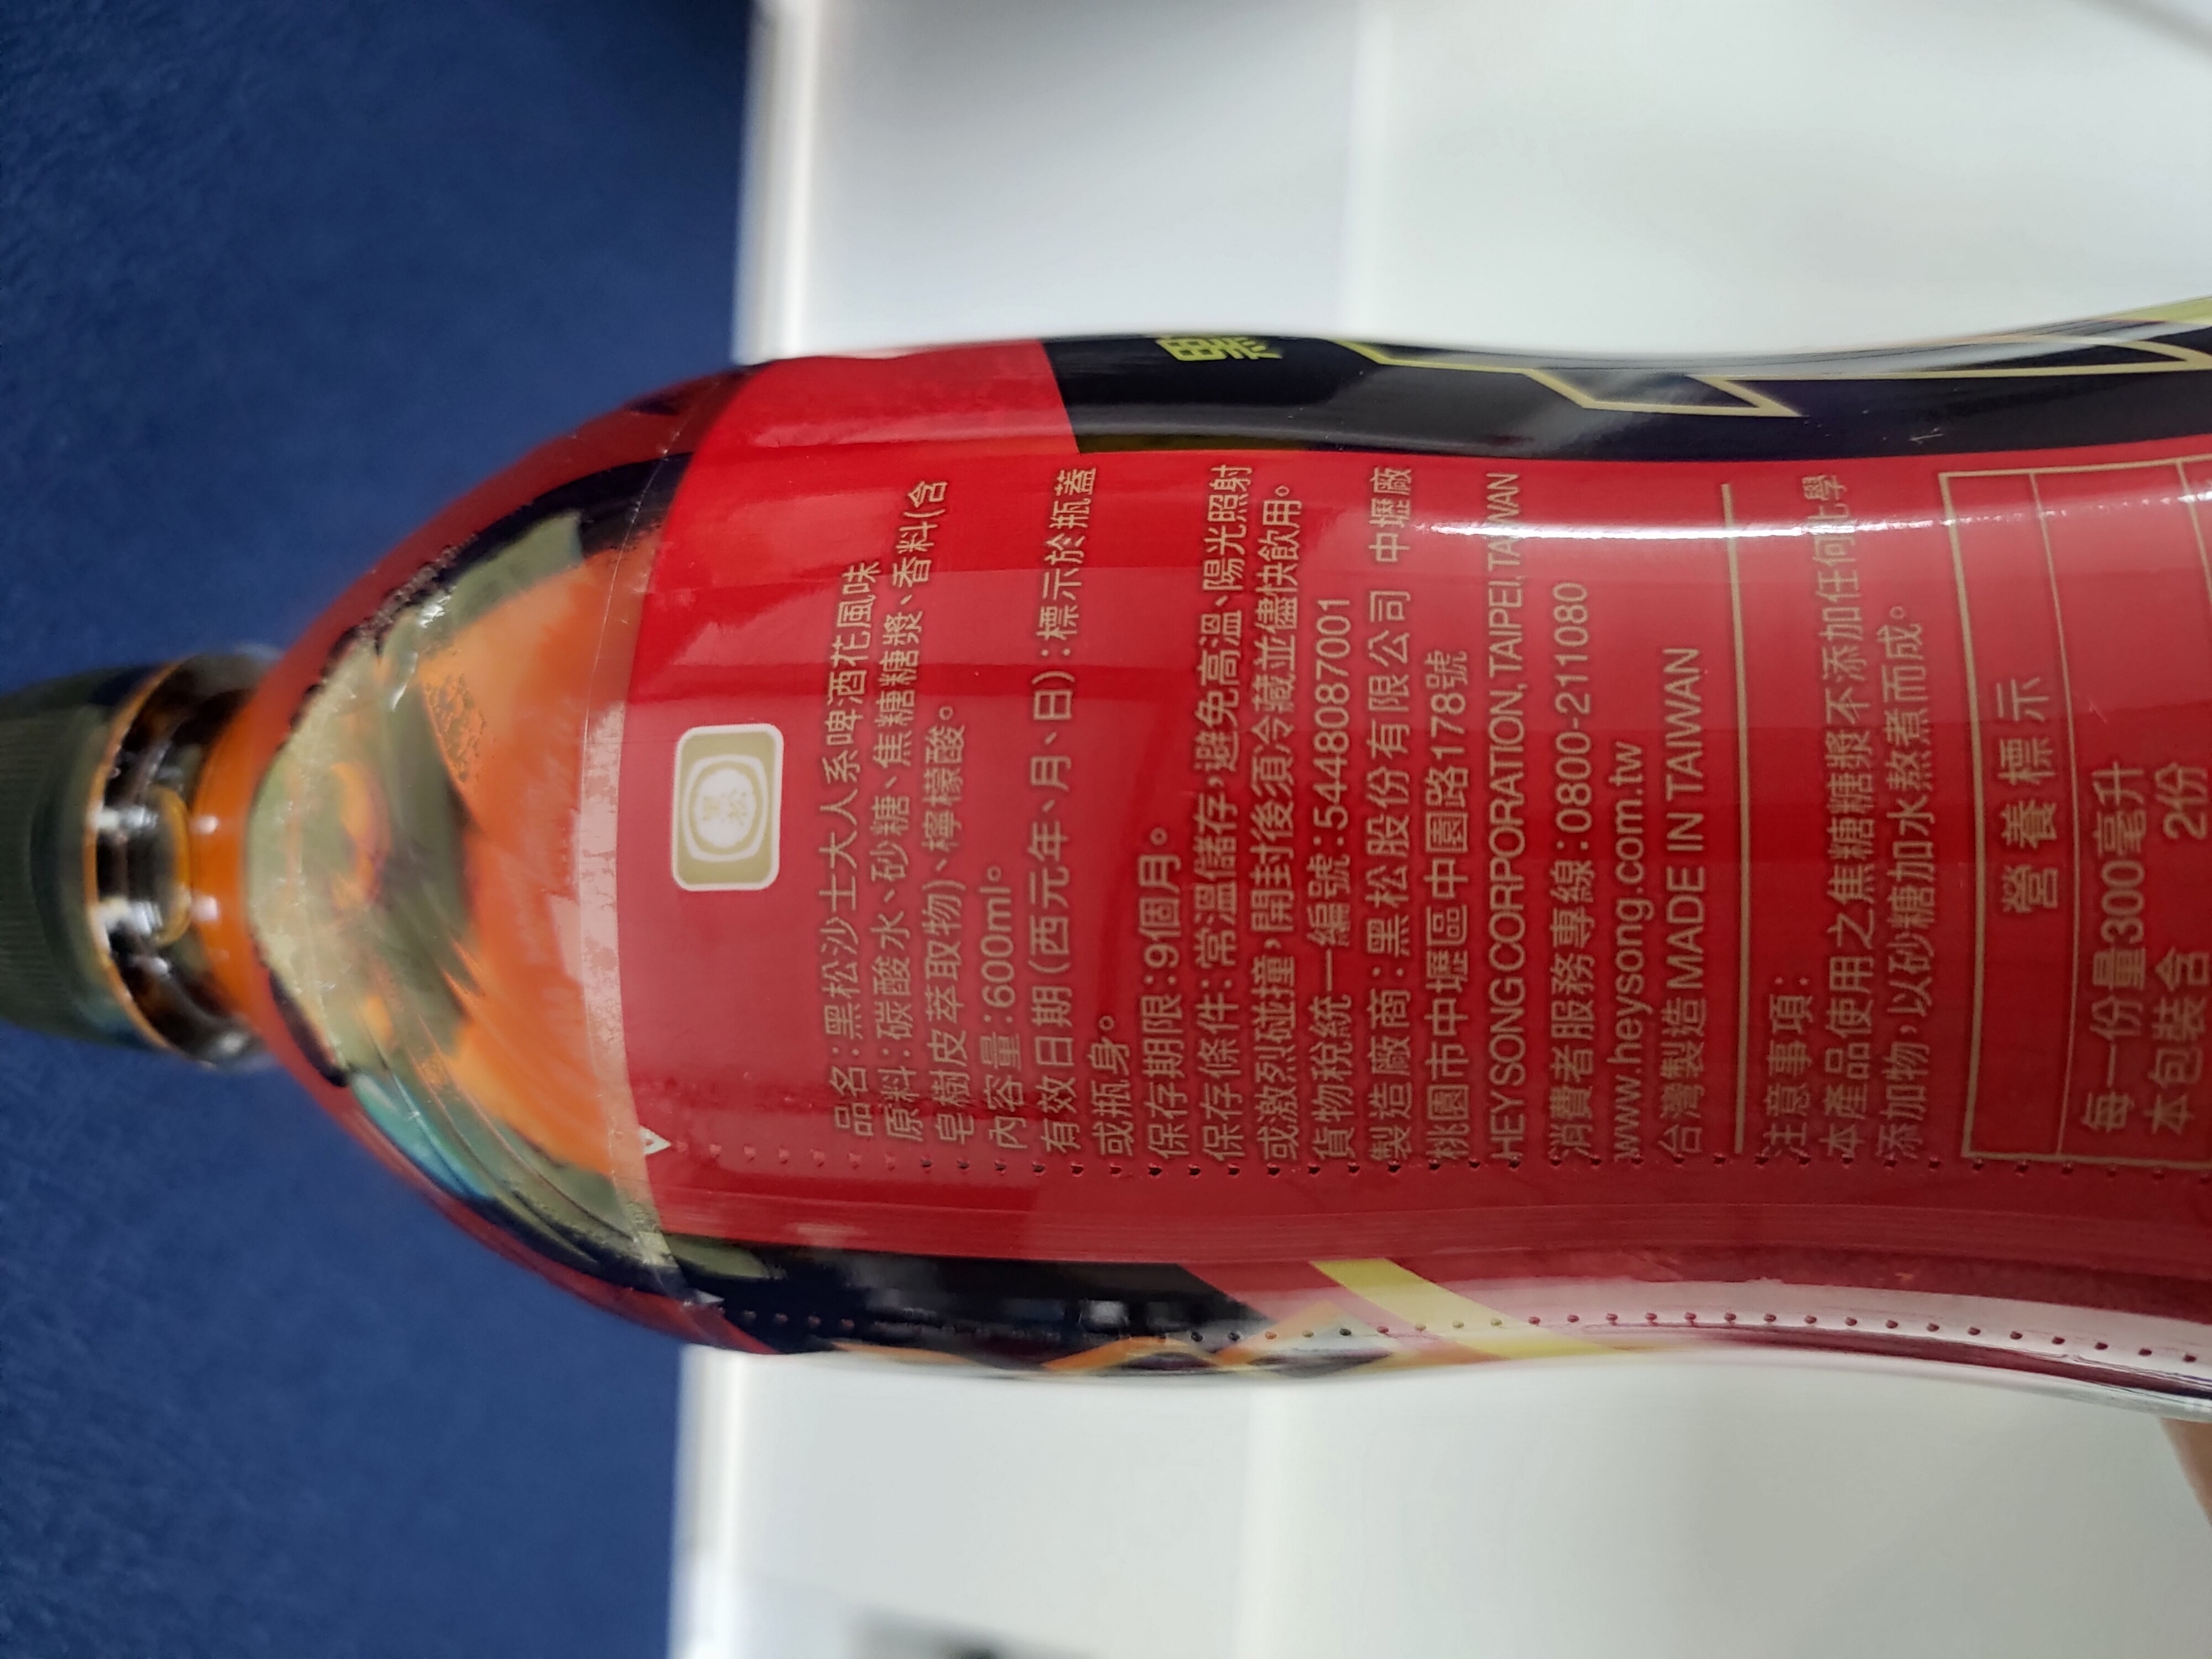 黑松
品名：黑松沙士大人系啤酒花風味
原料：碳酸水、砂糖、焦糖糖漿、香料(含
皂樹皮萃取物)、檸檬酸。
內容量：600ml。
有效日期(西元年、月、日)：標示於瓶蓋
或瓶身。
保存期限：9個月。
保存條件：常溫儲存，避免高溫、陽光照射
或激烈碰撞，開封後須冷藏並儘快飲用。
貨物稅統一編號：5448087001
製造廠商：黑松股份有限公司 中壢廠
桃園市中壢區中園路178號
HEY SONG CORPORATION, TAIPEI, TAIWAN
消費者服務專線：0800-211080
www.heysong.com.tw
台灣製造 MADE IN TAIWAN
注意事項：
本產品使用之焦糖糖漿不添加任何化學
添加物，以砂糖加水熬煮而成。
營養標示
每一份量300毫升
本包裝含 2份